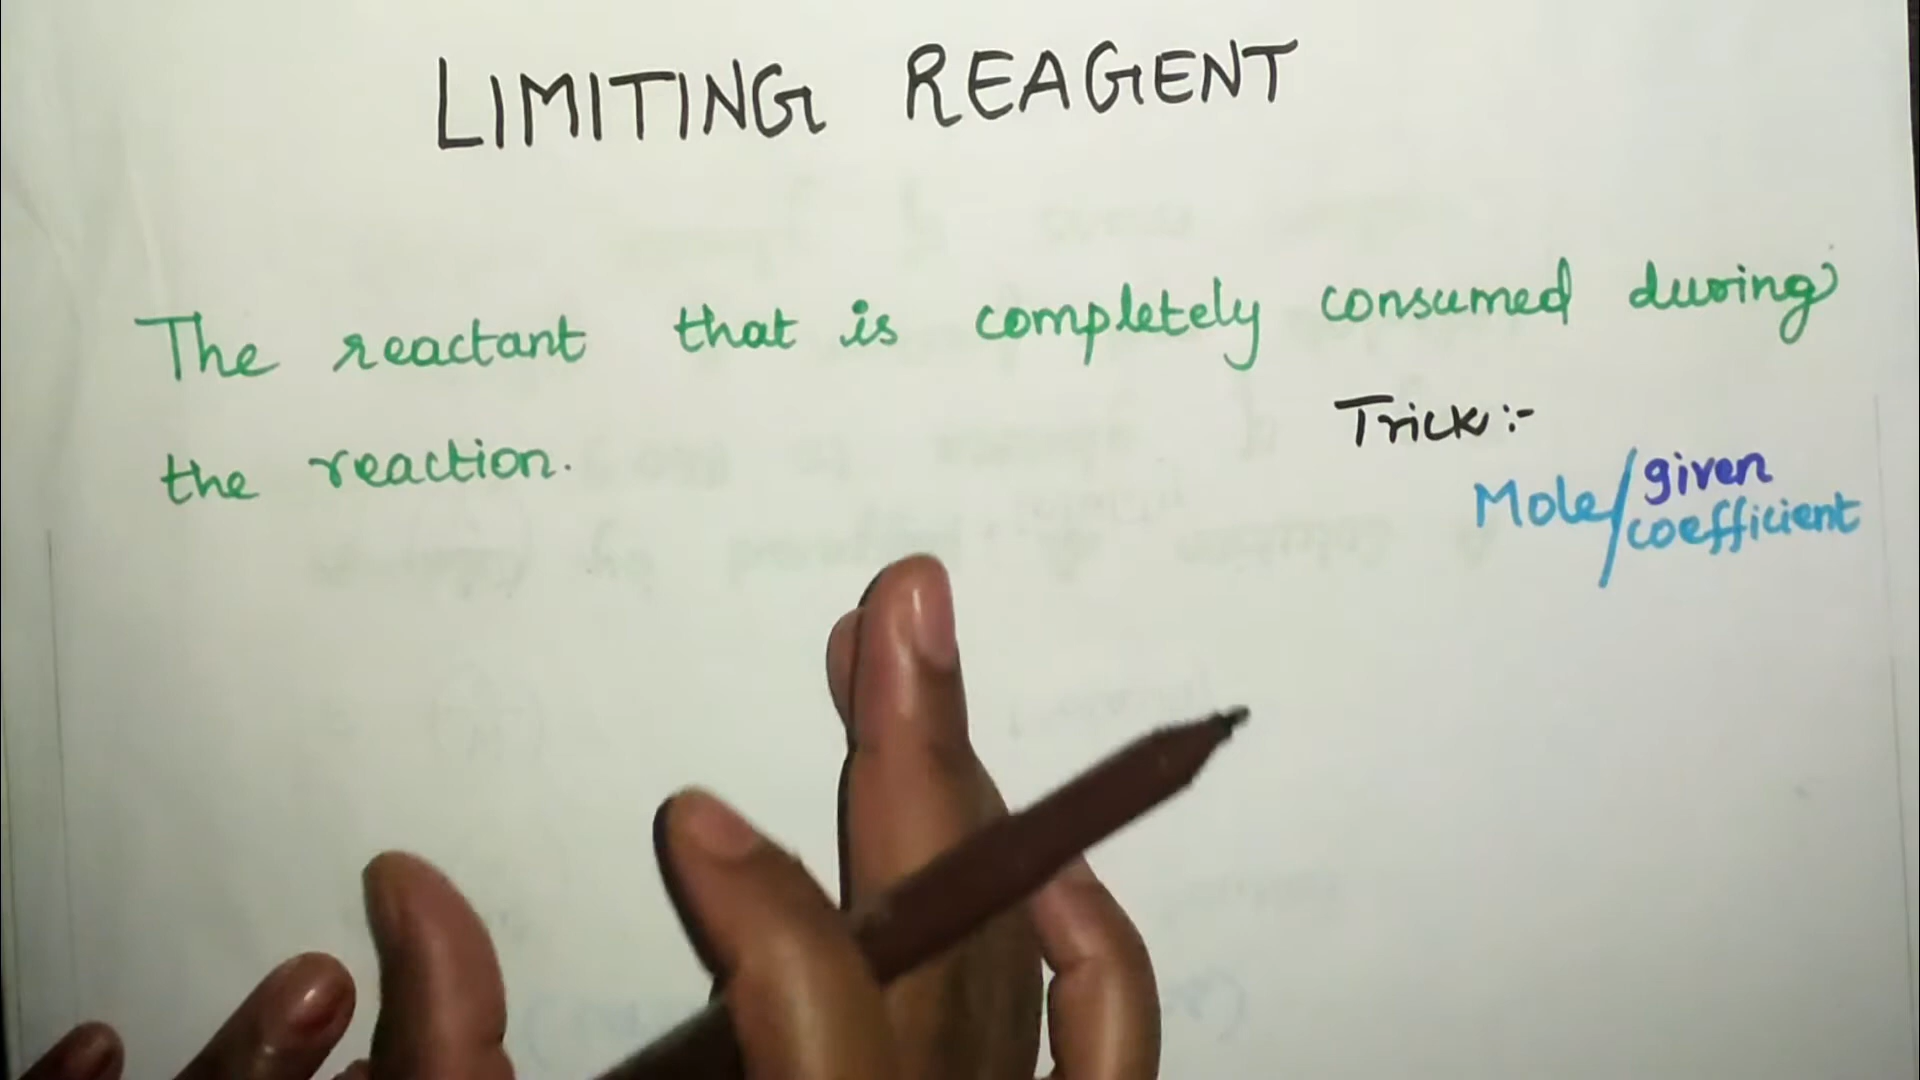 LIMITING REAGENT
The reactant that is completely consumed during
the reaction.
Trick:-
Mole/given coefficient